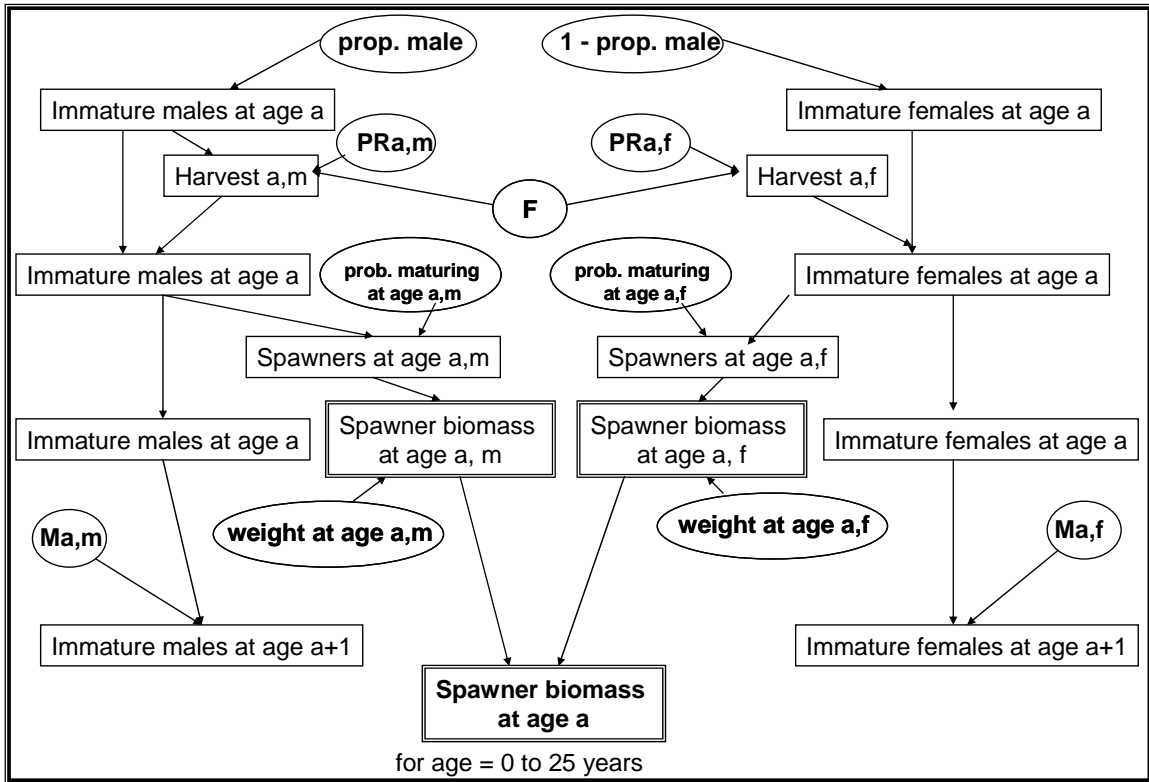 prop. male
1 - prop. male
Immature males at age a
Immature females at age a
PRa,m
PRa,f
Harvest a,m
Harvest a,f
F
Immature males at age a
prob. maturing
at age a,m
prob. maturing
at age a,f
Immature females at age a
Spawners at age a,m
Spawners at age a,f
Immature males at age a
Spawner biomass
at age a, m
Spawner biomass
at age a, f
Immature females at age a
weight at age a,m
weight at age a,f
Ma,m
Ma,f
Immature males at age a+1
Immature females at age a+1
Spawner biomass
at age a
for age = 0 to 25 years